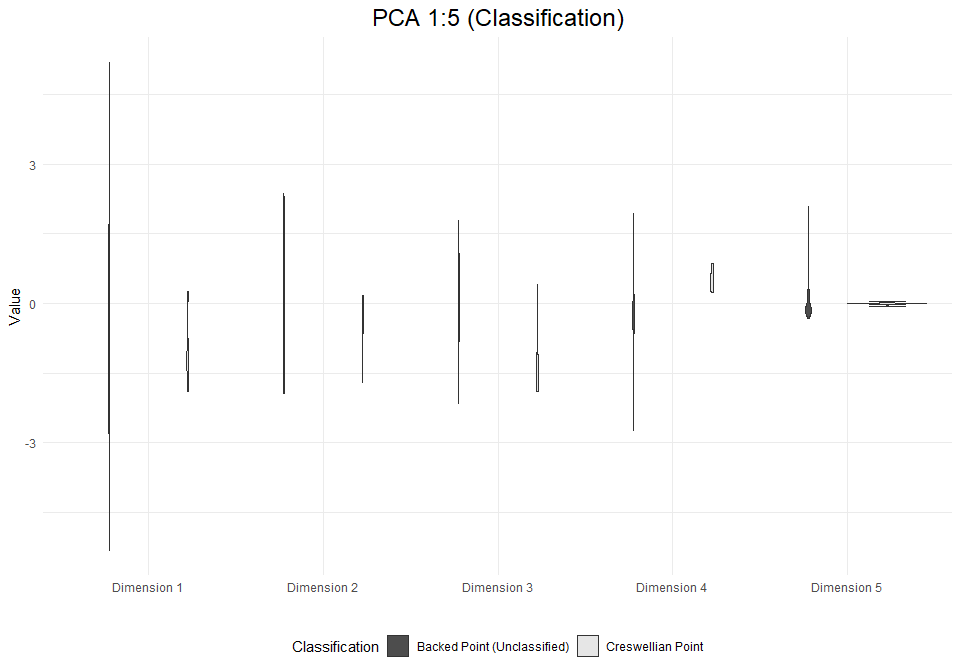 PCA 1:5 (Classification)
Value
3
0
-3
Dimension 1
Dimension 2
Dimension 3
Dimension 4
Dimension 5
Classification
Backed Point (Unclassified)
Creswellian Point